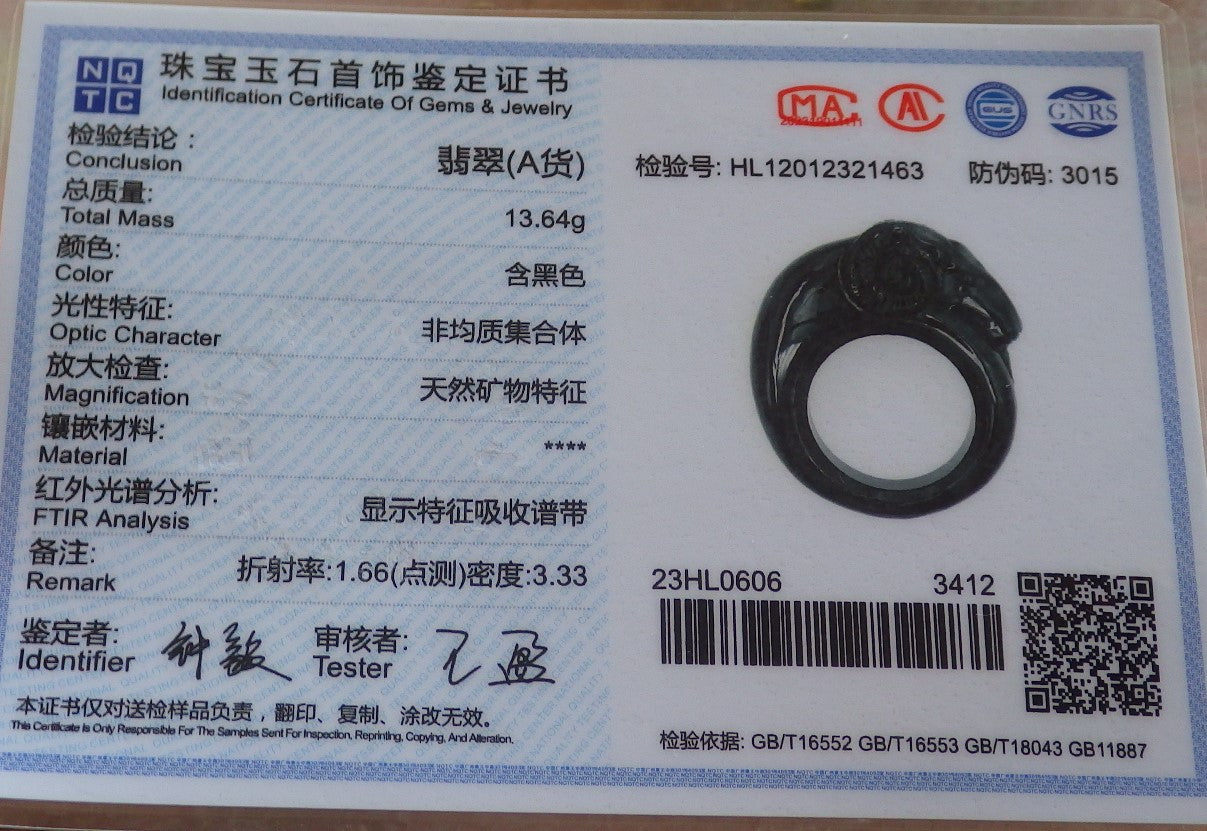 NQ
TC
珠宝玉石首饰鉴定证书
Identification Certificate Of Gems & Jewelry
检验结论：
Conclusion
翡翠(A货)
总质量:
Total Mass
13.64g
颜色:
Color
含黑色
光性特征:
Optic Character
非均质集合体
放大检查:
Magnification
天然矿物特征
镶嵌材料:
Material
****
红外光谱分析:
FTIR Analysis
显示特征吸收谱带
备注:
Remark
折射率:1.66(点测)密度:3.33
鉴定者:
Identifier
审核者:
Tester
本证书仅对送检样品负责，翻印、复制、涂改无效。
This Certificate Is Only Responsible For The Samples Sent For Inspection, Reprinting, Copying, And Alteration.
MA
GNRS
检验号: HL12012321463
防伪码: 3015
23HL0606
3412
检验依据: GB/T16552 GB/T16553 GB/T18043 GB11887